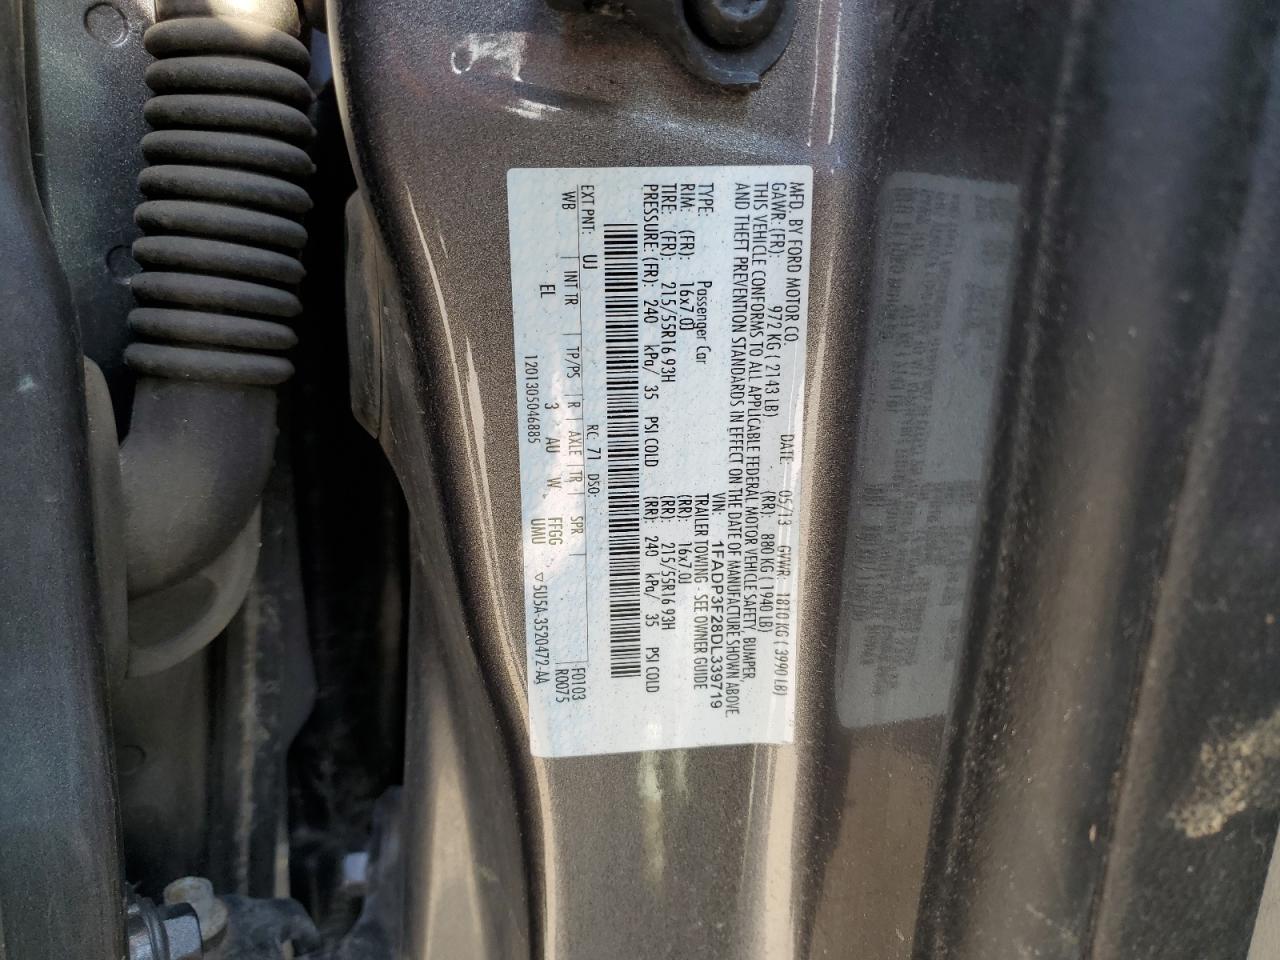 MFD. BY FORD MOTOR CO.
DATE: 05/13 GVWR: 1810 KG ( 3990 LB)
GAWR: (FR): 972 KG ( 2143 LB) (RR): 880 KG ( 1940 LB)
THIS VEHICLE CONFORMS TO ALL APPLICABLE FEDERAL MOTOR VEHICLE SAFETY, BUMPER,
AND THEFT PREVENTION STANDARDS IN EFFECT ON THE DATE OF MANUFACTURE SHOWN ABOVE.
VIN: 1FADP3F28DL339719
TYPE: Passenger Car TRAILER TOWING - SEE OWNER GUIDE
RIM: (FR): 16x7.0J (RR): 16x7.0J
TIRE: (FR): 215/55R16 93H (RR): 215/55R16 93H
PRESSURE: (FR): 240 kPa/ 35 PSI COLD (RR): 240 kPa/ 35 PSI COLD
EXT PNT: UJ RC: 71 DSO: F0103
WB INT TR TP/PS R AXLE TR SPR R0075
EL 3 AU W FFGG
UMU
1201305046885 ▽5U5A-3520472-AA